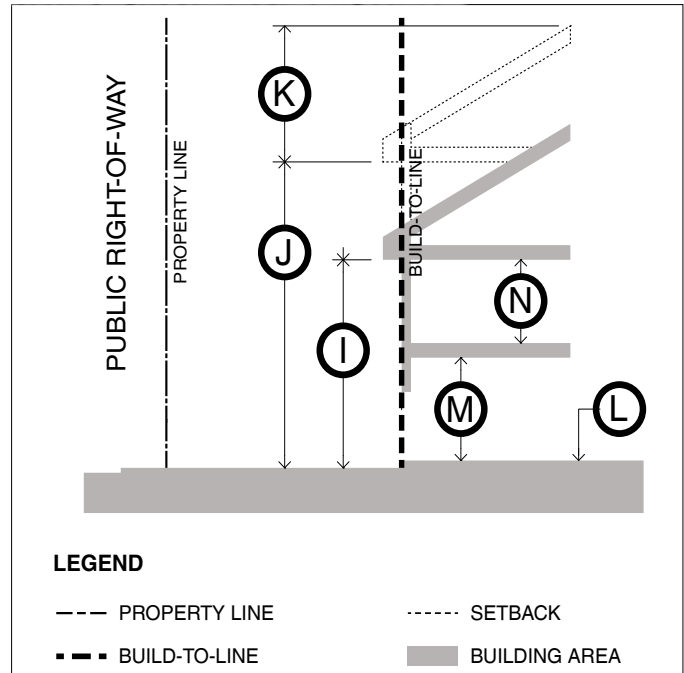 K
PUBLIC RIGHT-OF-WAY
PROPERTY LINE
BUILD-TO-LINE
J
N
I
M
L
LEGEND
PROPERTY LINE
SETBACK
BUILD-TO-LINE
BUILDING AREA